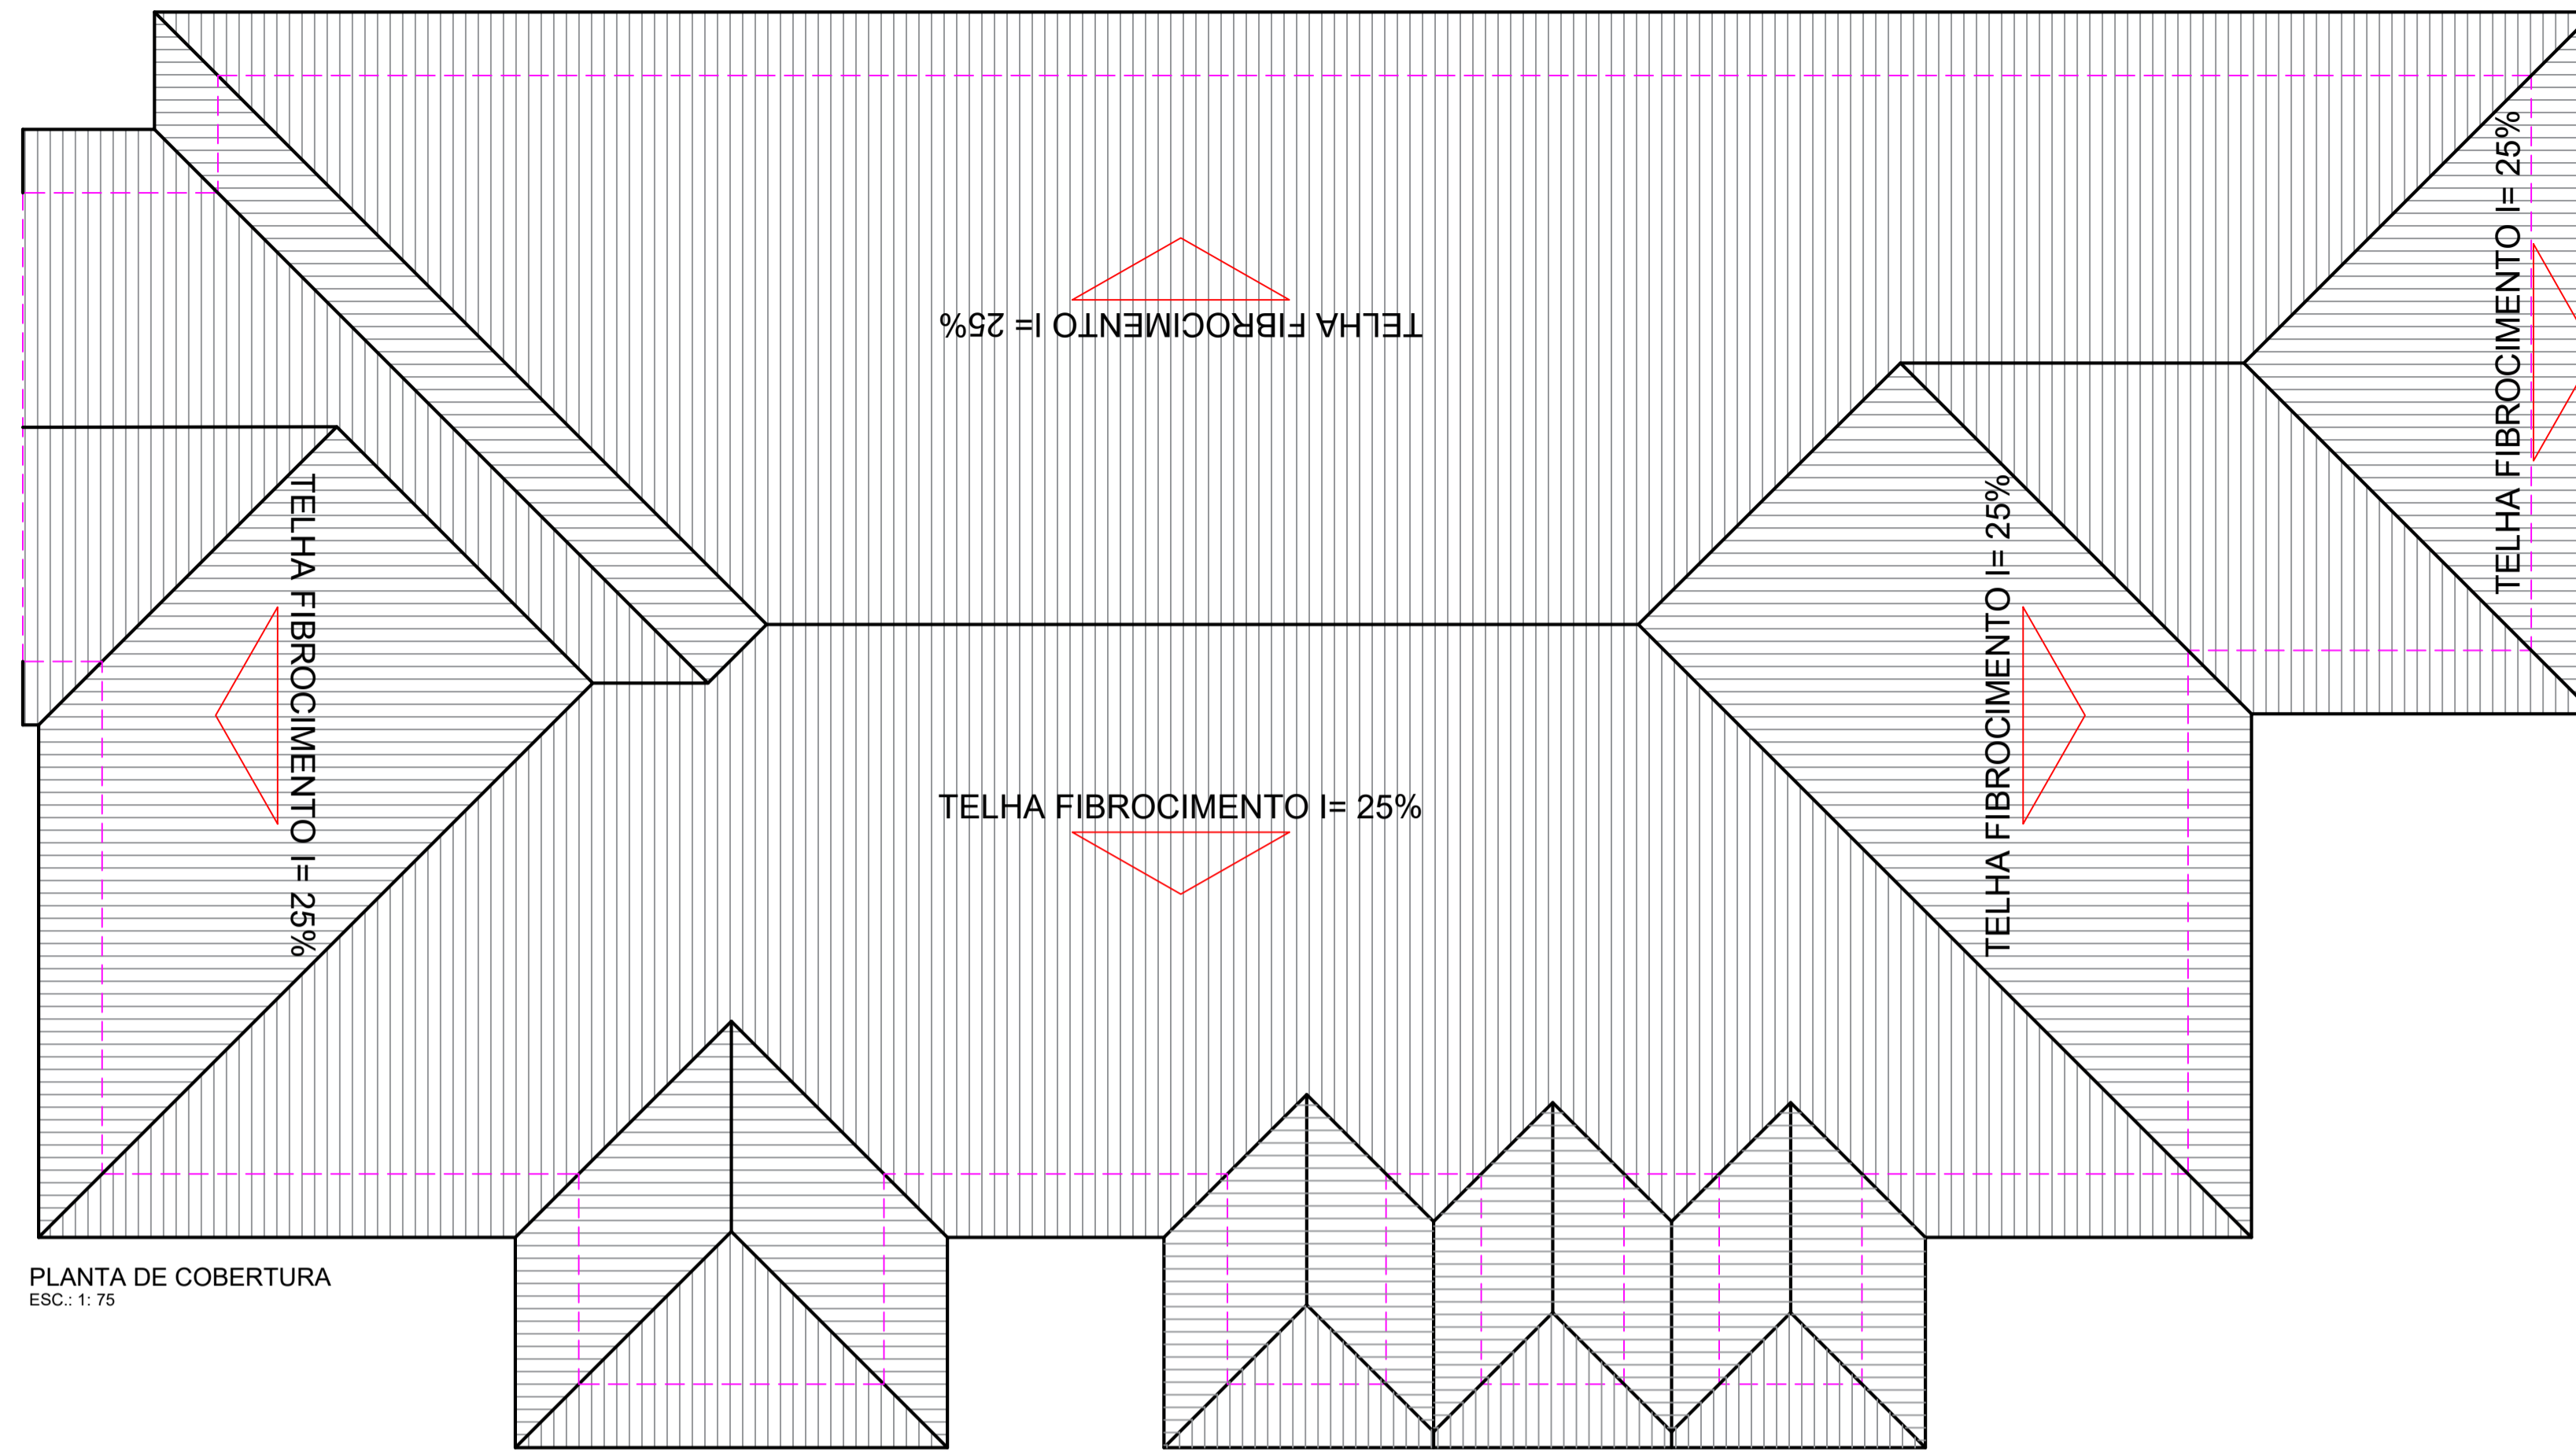 TELHA FIBROCIMENTO I= 25%
TELHA FIBROCIMENTO I= 25%
TELHA FIBROCIMENTO I= 25%
TELHA FIBROCIMENTO I= 25%
TELHA FIBROCIMENTO I= 25%
PLANTA DE COBERTURA
ESC.: 1: 75